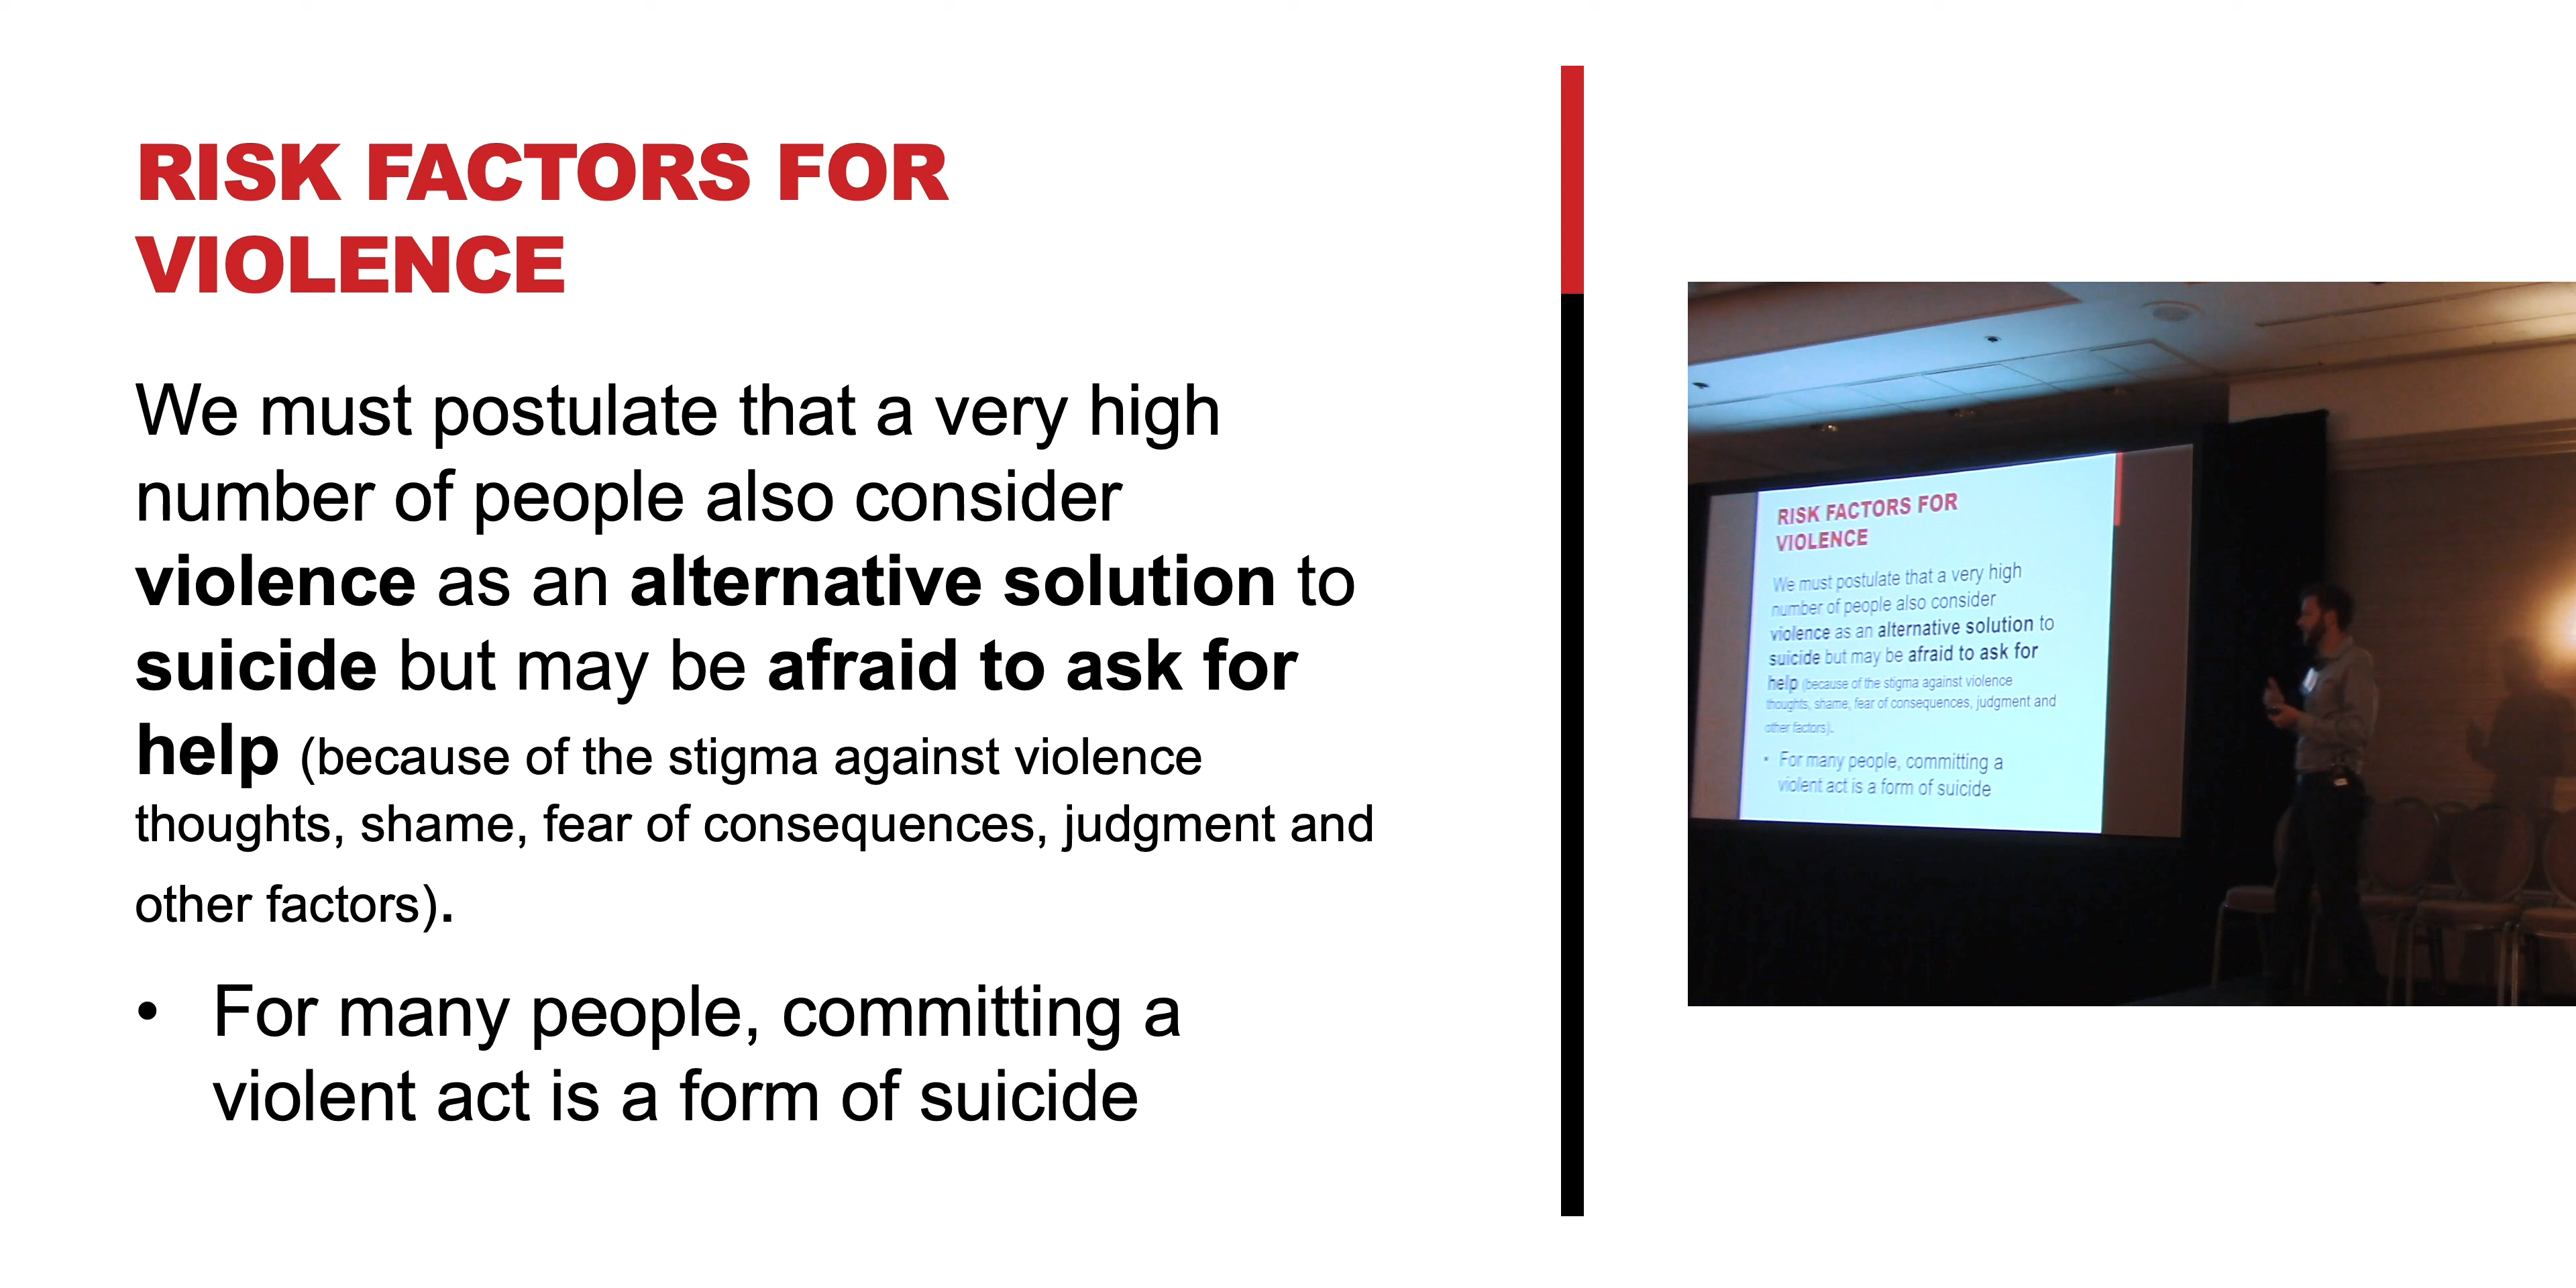 RISK FACTORS FOR
VIOLENCE
We must postulate that a very high
number of people also consider
violence as an alternative solution to
suicide but may be afraid to ask for
help (because of the stigma against violence
thoughts, shame, fear of consequences, judgment and
other factors).
• For many people, committing a
violent act is a form of suicide
RISK FACTORS FOR
VIOLENCE
We must postulate that a very high
number of people also consider
violence as an alternative solution to
suicide but may be afraid to ask for
help (because of the stigma against violence
thoughts, shame, fear of consequences, judgment and
other factors).
• For many people, committing a
violent act is a form of suicide